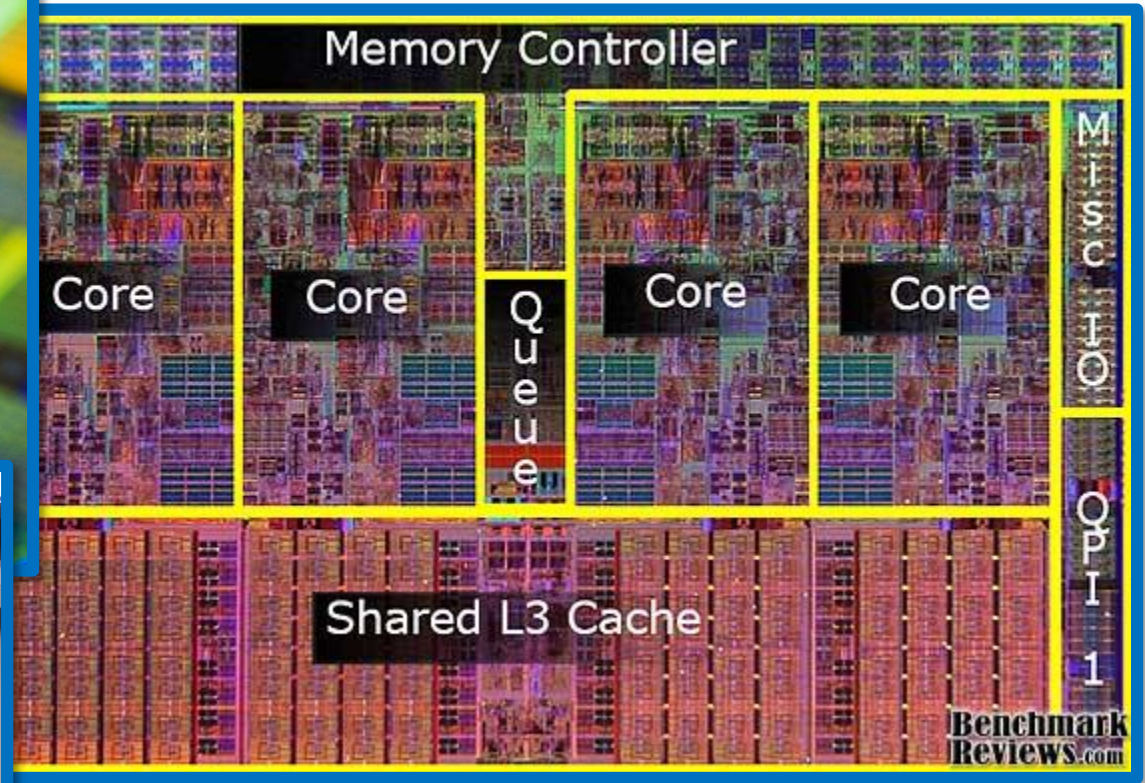 Memory Controller
Core
Core
Queue
Core
Core
Misc IO
QPI 1
Shared L3 Cache
Benchmark
Reviews.com